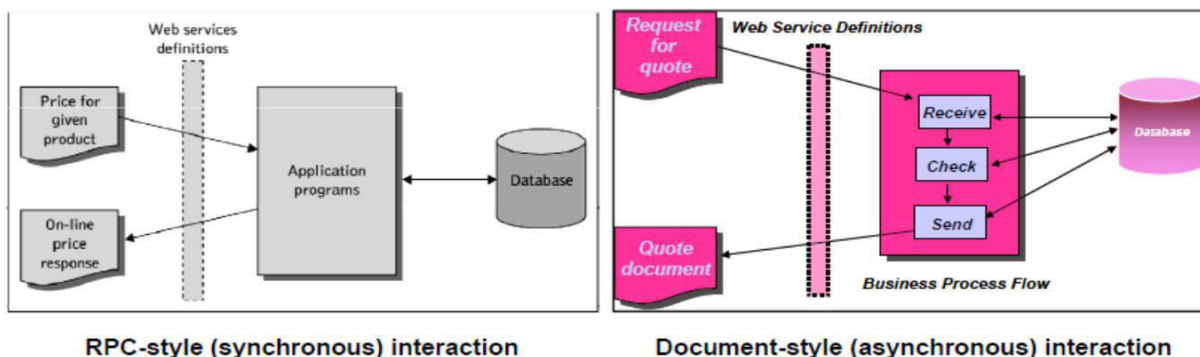 Web services
definitions
Price for
given
product
Application
programs
Database
On-line
price
response
RPC-style (synchronous) interaction
Request
for
quote
Web Service Definitions
Receive
Check
Send
Database
Quote
document
Business Process Flow
Document-style (asynchronous) interaction